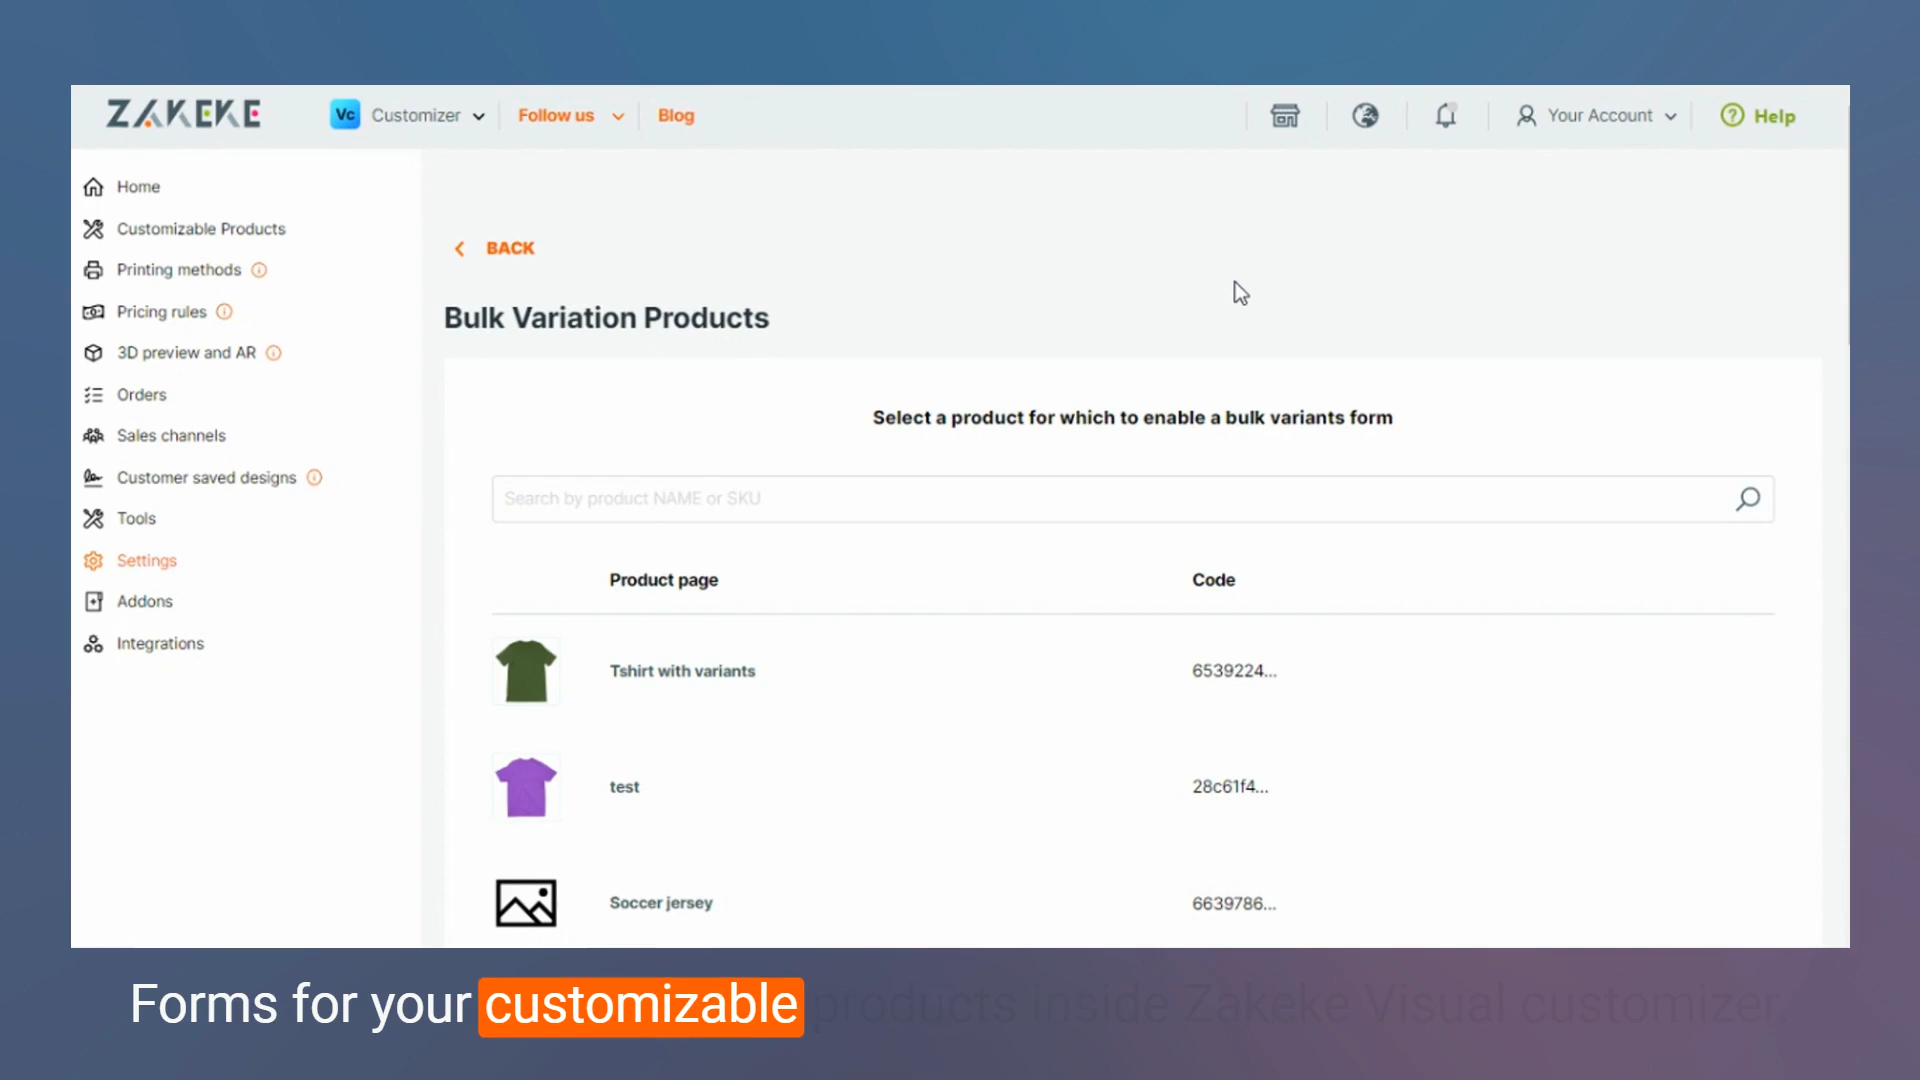 ZAKEKE
Vc Customizer
Follow us
Blog
Your Account
? Help
Home
Customizable Products
Printing methods
Pricing rules
3D preview and AR
Orders
Sales channels
Customer saved designs
Tools
Settings
Addons
Integrations
BACK
Bulk Variation Products
Select a product for which to enable a bulk variants form
Search by product NAME or SKU
Product page Code
Tshirt with variants 6539224...
test 28c61f4...
Soccer jersey 6639786...
Forms for your customizable products inside Zakeke Visual customizer.